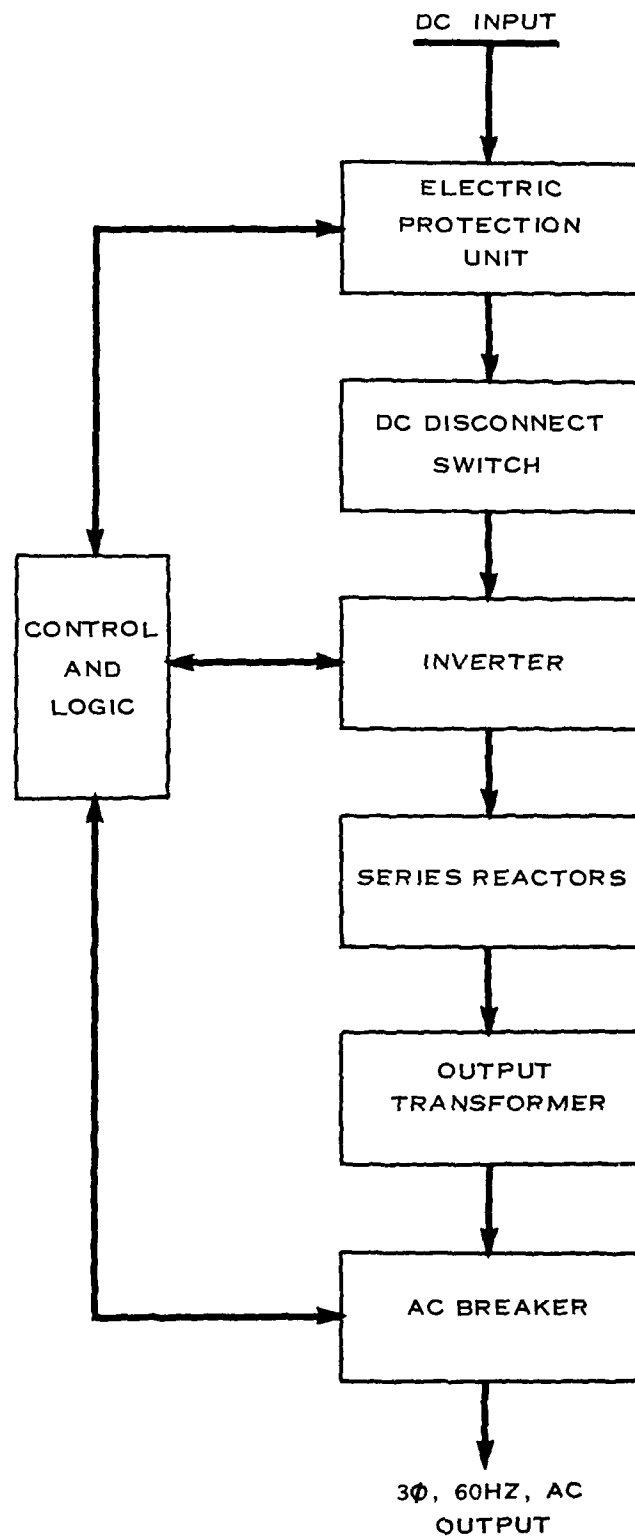 DC INPUT
ELECTRIC
PROTECTION
UNIT
DC DISCONNECT
SWITCH
CONTROL
AND
LOGIC
INVERTER
SERIES REACTORS
OUTPUT
TRANSFORMER
AC BREAKER
3Ø, 60HZ, AC
OUTPUT